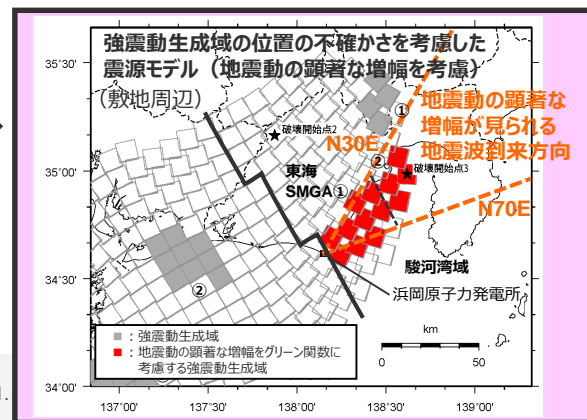 強震動生成域の位置の不確かさを考慮した
震源モデル（地震動の顕著な増幅を考慮）
（敷地周辺）
35°30'
35°00'
34°30'
34°00'
①
地震動の顕著な
増幅が見られる
地震波到来方向
N30E
②
破壊開始点2
破壊開始点3
東海
SMGA①
N70E
駿河湾域
浜岡原子力発電所
②
：強震動生成域
：地震動の顕著な増幅をグリーン関数に
考慮する強震動生成域
km
0
50
137°00'
137°30'
138°00'
138°30'
139°00'